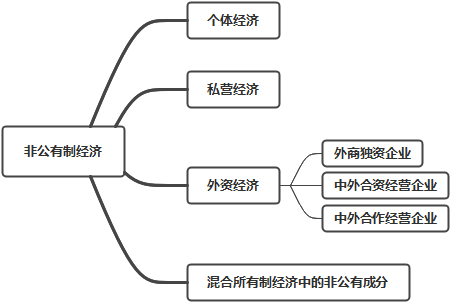 个体经济
私营经济
非公有制经济
外资经济
外商独资企业
中外合资经营企业
中外合作经营企业
混合所有制经济中的非公有成分